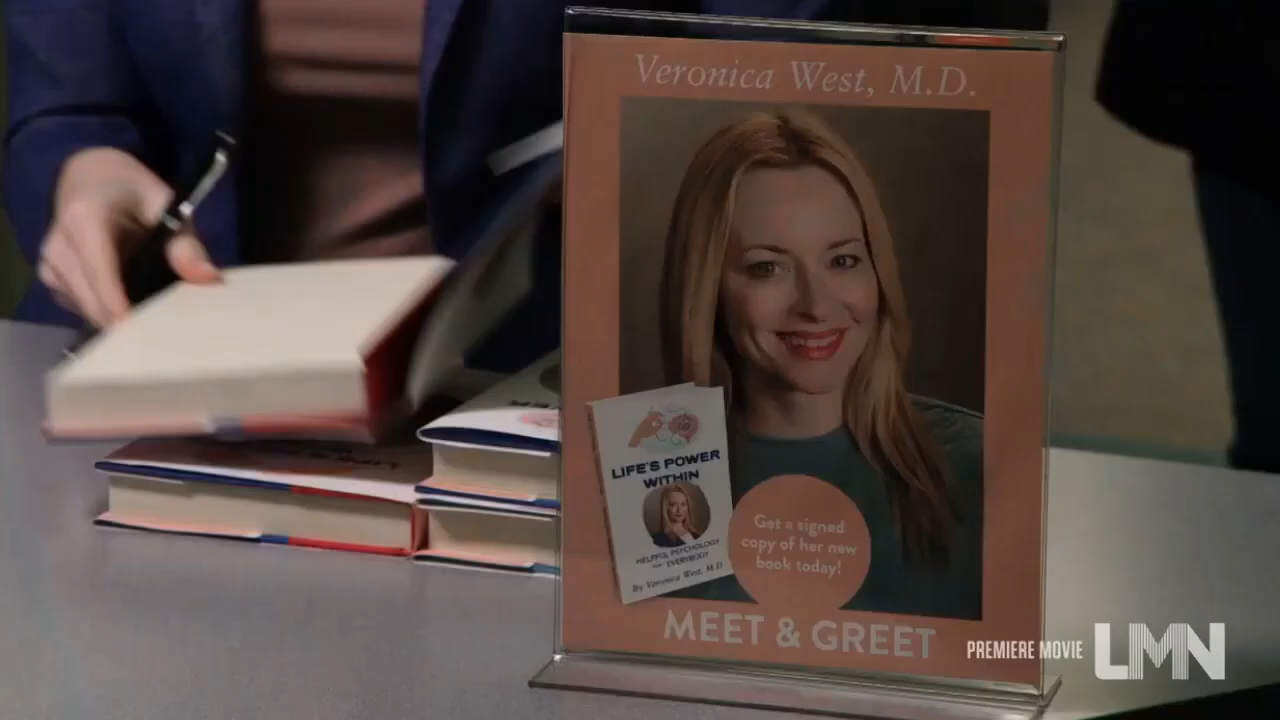 Veronica West, M.D.
LIFE'S POWER
WITHIN
HELPFUL PSYCHOLOGY
FOR EVERYBODY
By Veronica West, M.D
Get a signed
copy of her new
book today!
MEET & GREET
PREMIERE MOVIE LMN